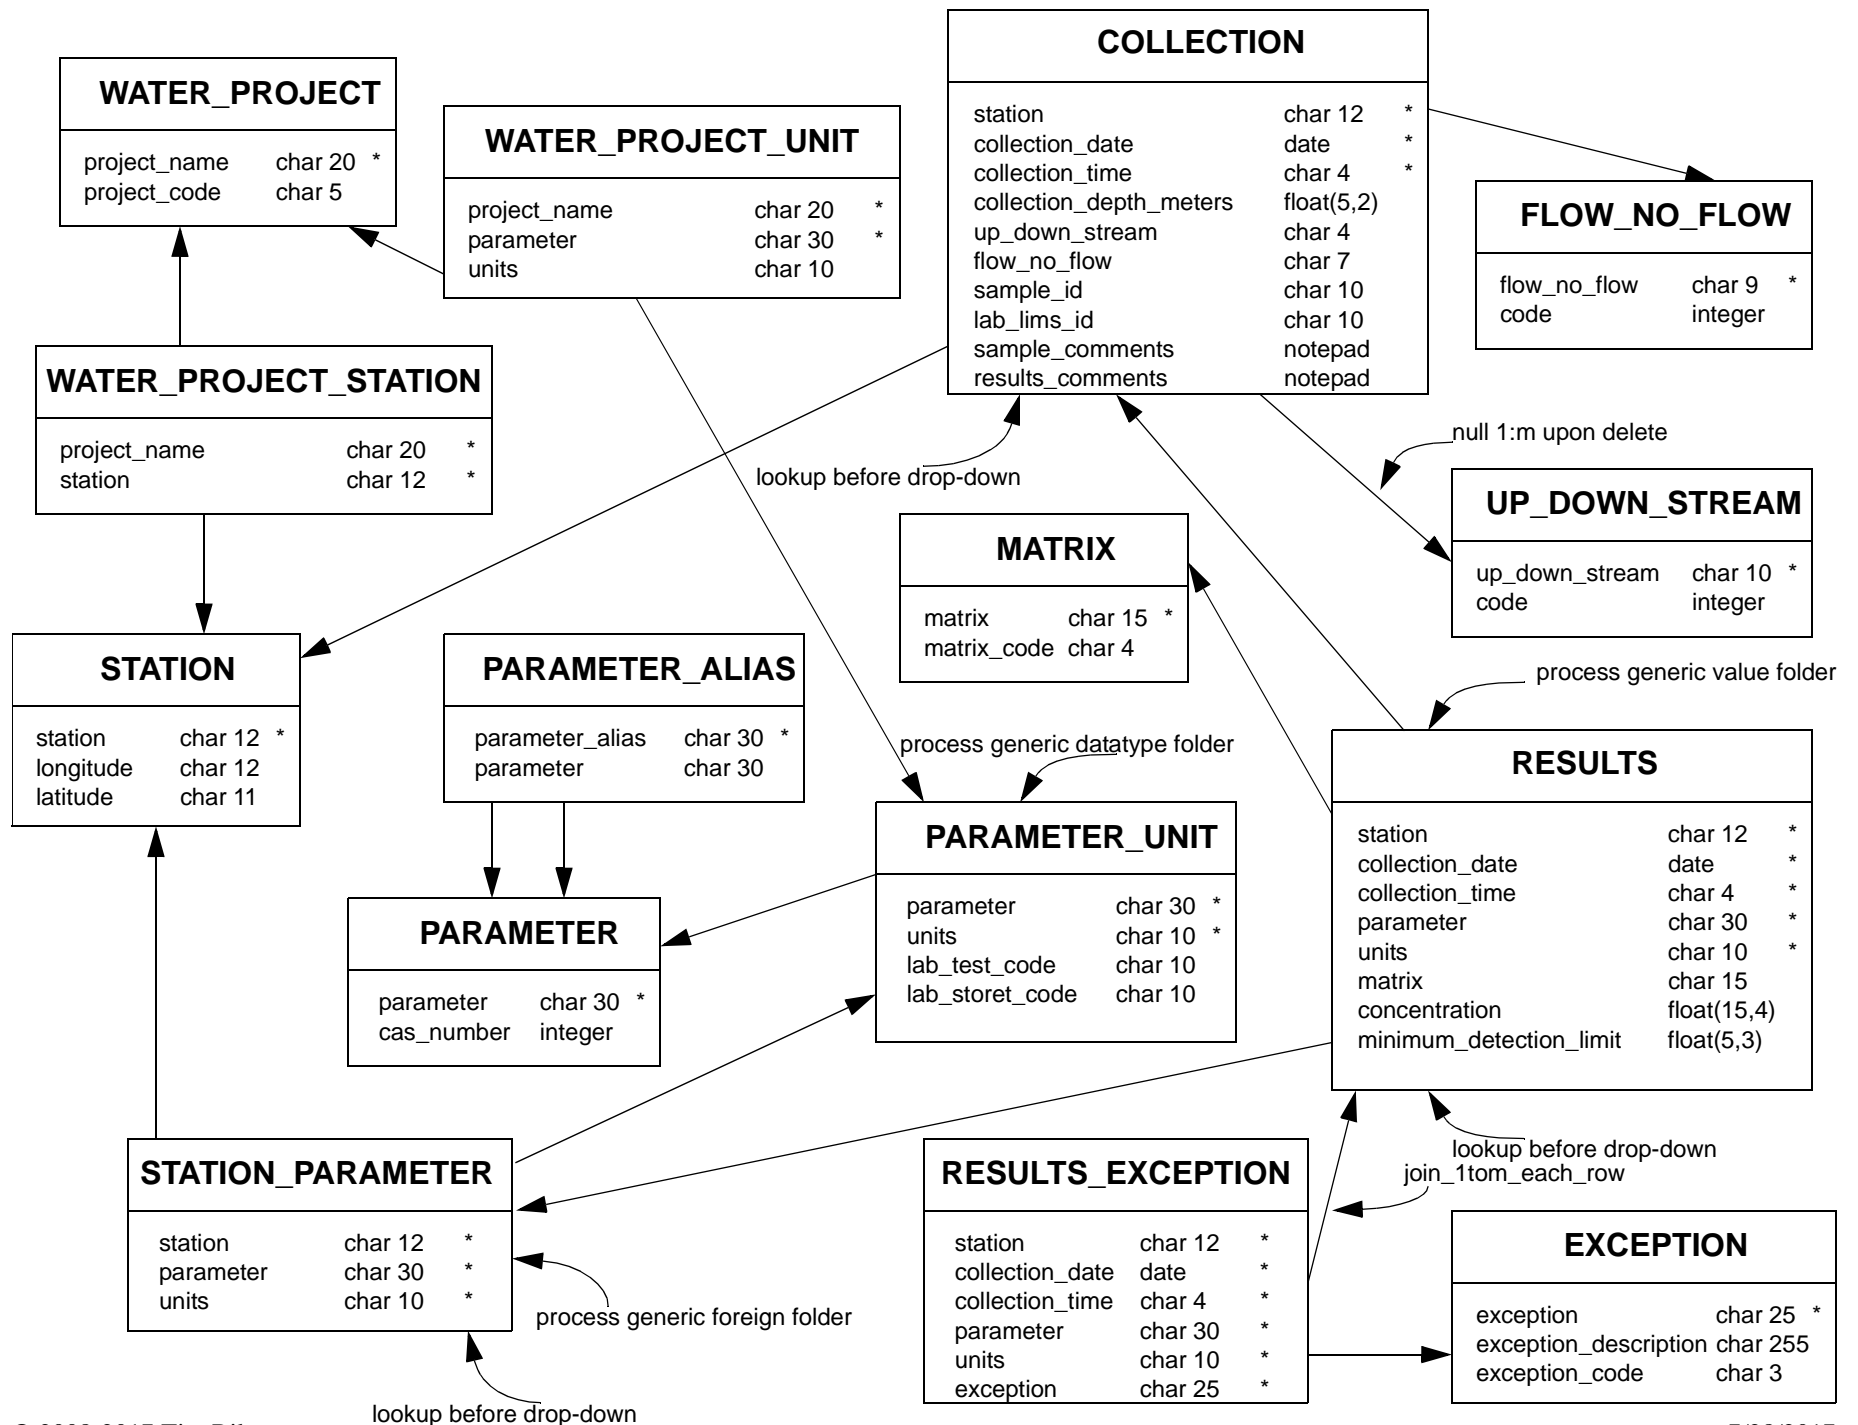 COLLECTION
station char 12 *
collection_date date *
collection_time char 4 *
collection_depth_meters float(5,2)
up_down_stream char 4
flow_no_flow char 7
sample_id char 10
lab_lims_id char 10
sample_comments notepad
results_comments notepad
WATER_PROJECT
project_name char 20 *
project_code char 5
WATER_PROJECT_UNIT
project_name char 20 *
parameter char 30 *
units char 10
FLOW_NO_FLOW
flow_no_flow char 9 *
code integer
WATER_PROJECT_STATION
project_name char 20 *
station char 12 *
lookup before drop-down
null 1:m upon delete
UP_DOWN_STREAM
up_down_stream char 10 *
code integer
MATRIX
matrix char 15 *
matrix_code char 4
STATION
station char 12 *
longitude char 12
latitude char 11
PARAMETER_ALIAS
parameter_alias char 30 *
parameter char 30
process generic value folder
process generic datatype folder
RESULTS
station char 12 *
collection_date date *
collection_time char 4 *
parameter char 30 *
units char 10 *
matrix char 15
concentration float(15,4)
minimum_detection_limit float(5,3)
PARAMETER_UNIT
parameter char 30 *
units char 10 *
lab_test_code char 10
lab_storet_code char 10
PARAMETER
parameter char 30 *
cas_number integer
STATION_PARAMETER
station char 12 *
parameter char 30 *
units char 10 *
process generic foreign folder
lookup before drop-down
RESULTS_EXCEPTION
station char 12 *
collection_date date *
collection_time char 4 *
parameter char 30 *
units char 10 *
exception char 25 *
lookup before drop-down
join_1tom_each_row
EXCEPTION
exception char 25 *
exception_description char 255
exception_code char 3